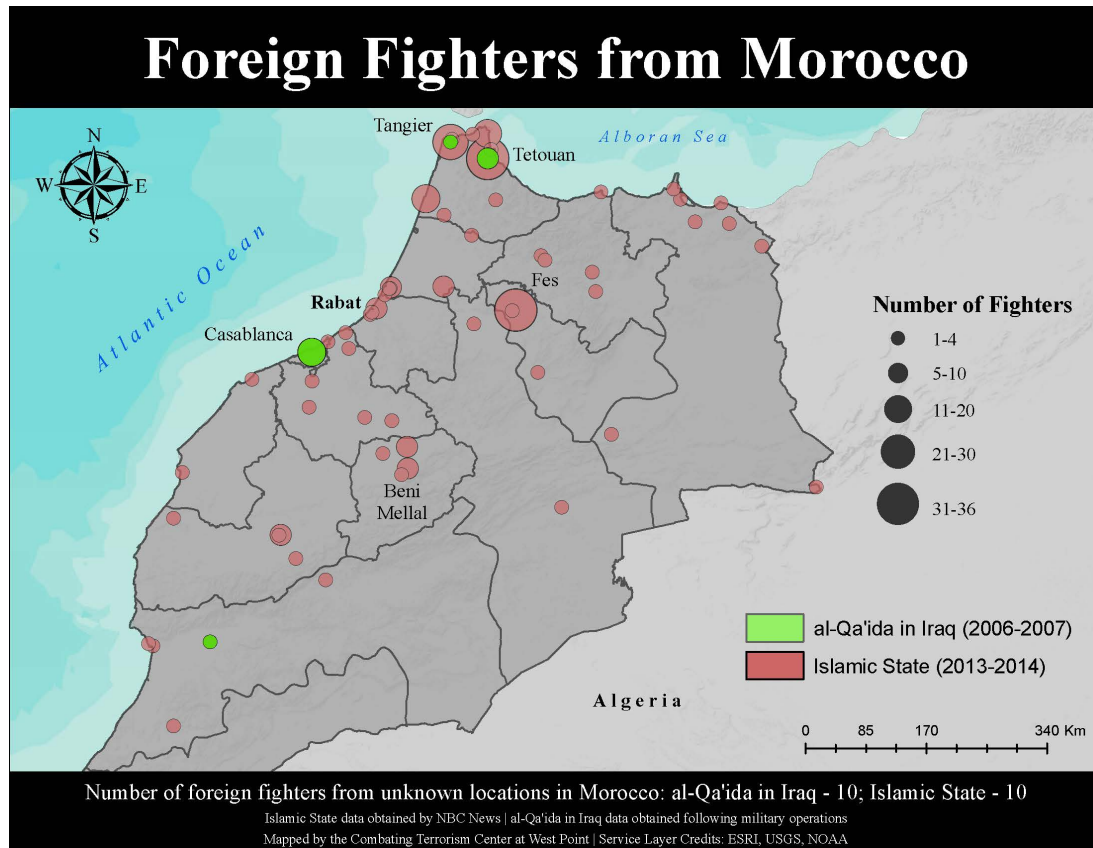 Foreign Fighters from Morocco
N
W
E
S
Tangier
Tetouan
Alboran Sea
Atlantic Ocean
Fes
Rabat
Casablanca
Beni
Mellal
Algeria
Number of Fighters
1-4
5-10
11-20
21-30
31-36
al-Qa'ida in Iraq (2006-2007)
Islamic State (2013-2014)
0 85 170 340 Km
Number of foreign fighters from unknown locations in Morocco: al-Qa'ida in Iraq - 10; Islamic State - 10
Islamic State data obtained by NBC News | al-Qa'ida in Iraq data obtained following military operations
Mapped by the Combating Terrorism Center at West Point | Service Layer Credits: ESRI, USGS, NOAA